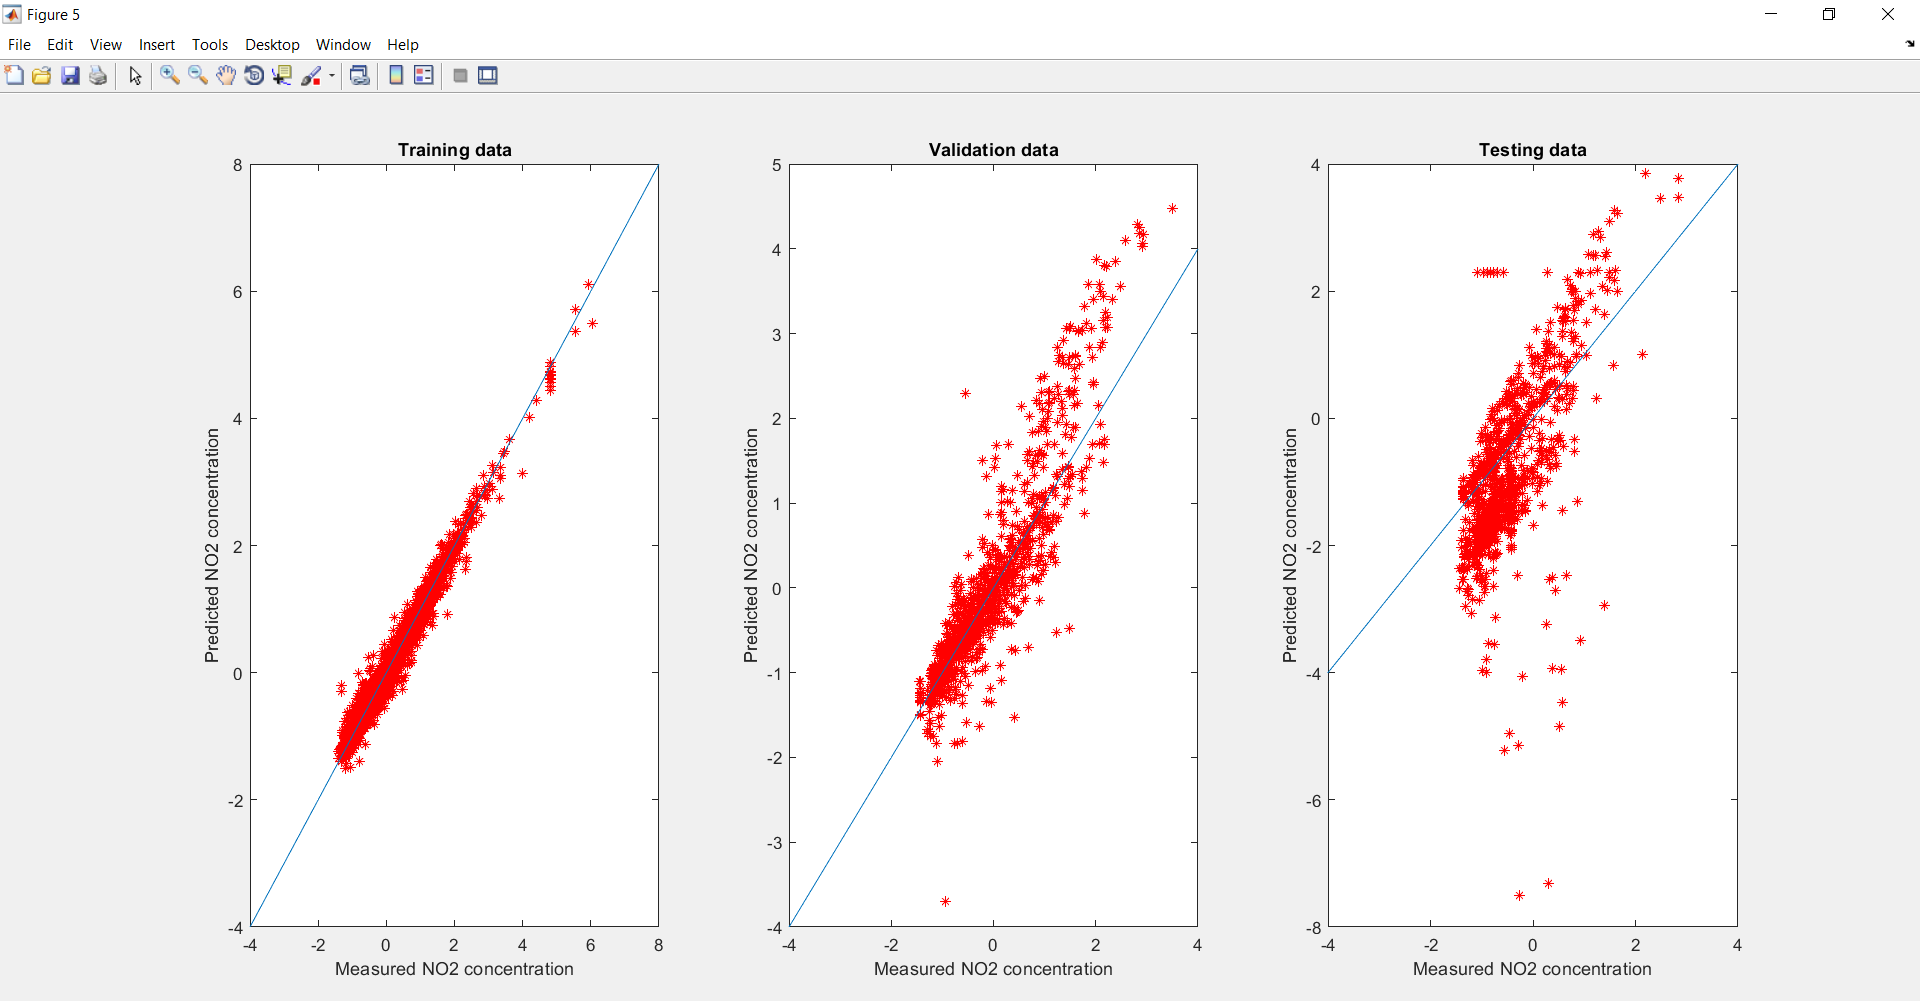 Figure 5
File Edit View Insert Tools Desktop Window Help
Training data
8
6
4
2
0
-2
-4
-4 -2 0 2 4 6 8
Predicted NO2 concentration
Measured NO2 concentration
Validation data
5
4
3
2
1
0
-1
-2
-3
-4
-4 -2 0 2 4
Predicted NO2 concentration
Measured NO2 concentration
Testing data
4
2
0
-2
-4
-6
-8
-4 -2 0 2 4
Predicted NO2 concentration
Measured NO2 concentration